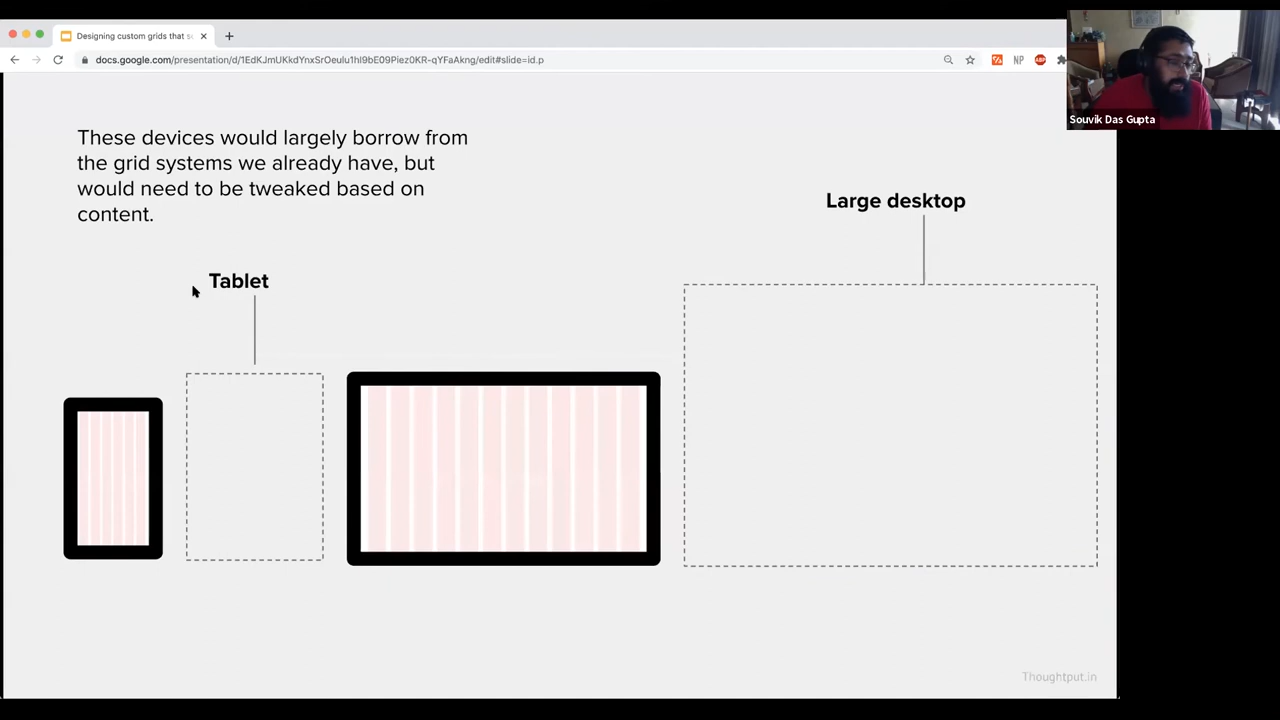 Designing custom grids that s
docs.google.com/presentation/d/1EdKJmUKkdYnxSrOeulu1hI9bE09Piez0KR-qYFaAkng/edit#slide=id.p
NP
ABP
Souvik Das Gupta
These devices would largely borrow from
the grid systems we already have, but
would need to be tweaked based on
content.
Large desktop
Tablet
Thoughtput.in